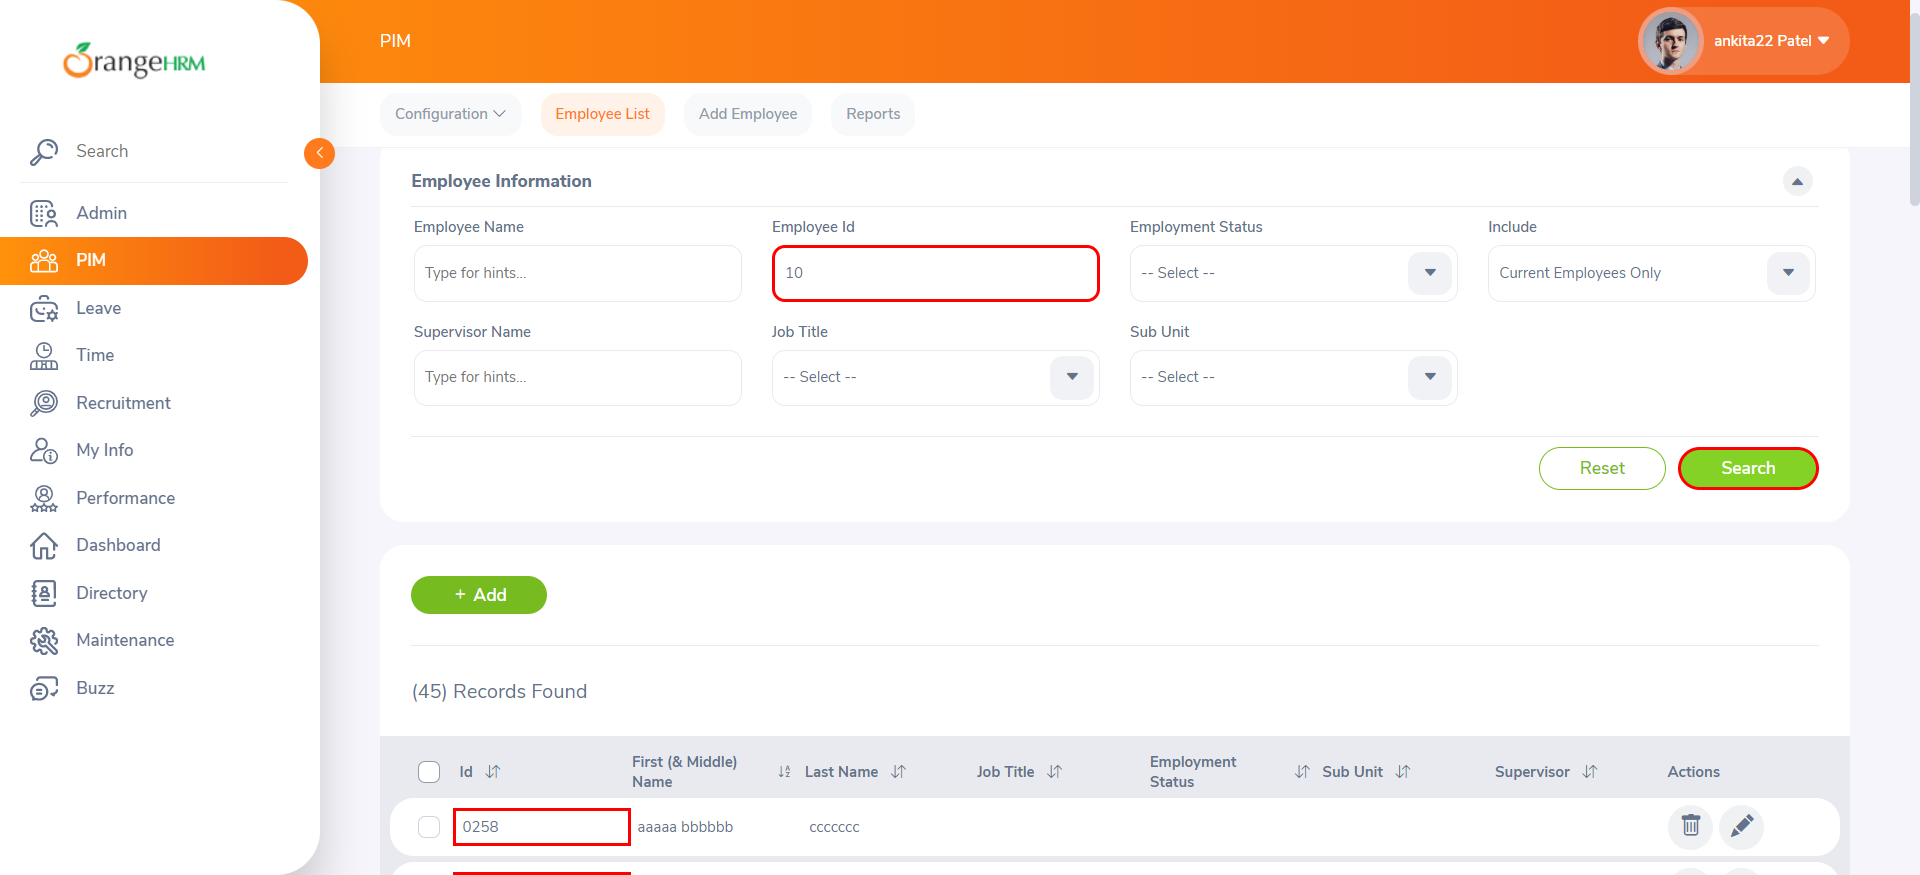 OrangeHRM
PIM
ankita22 Patel
Search
Admin
PIM
Leave
Time
Recruitment
My Info
Performance
Dashboard
Directory
Maintenance
Buzz
Configuration
Employee List
Add Employee
Reports
Employee Information
Employee Name
Employee Id
Employment Status
Include
Type for hints...
10
-- Select --
Current Employees Only
Supervisor Name
Job Title
Sub Unit
Type for hints...
-- Select --
-- Select --
Reset
Search
+ Add
(45) Records Found
Id
First (& Middle)
Name
Last Name
Job Title
Employment
Status
Sub Unit
Supervisor
Actions
0258
aaaaa bbbbbb
ccccccc